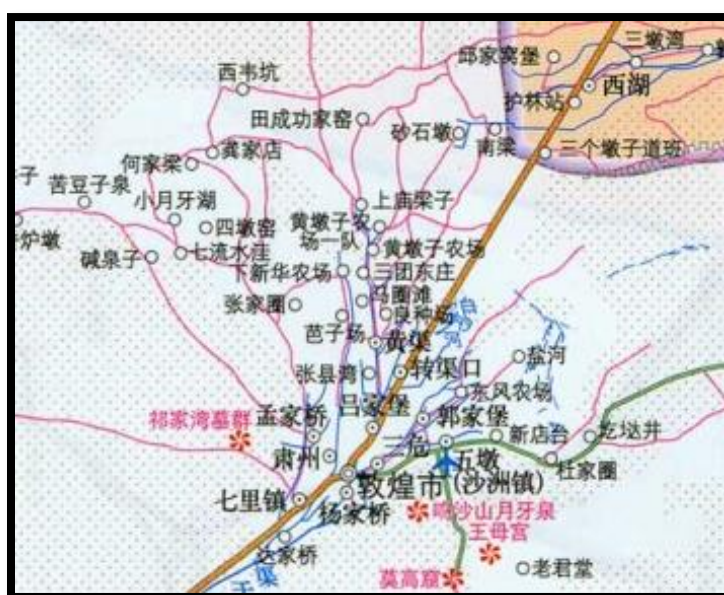 三墩湾
邱家窝堡
西湖
西韦坑
护林站
田成功家窑
砂石墩
南梁
三个墩子道班
龚家店
何家梁
子
苦豆子泉
小月牙湖
上庙梁子
四墩窑
黄墩子农
场一队
炉墩
碱泉子
七流水洼
黄墩子农场
下新华农场
三团东庄
张家圈
马圈滩
良种场
芭子场
黄渠
盐河
张县湾
转渠口
东风农场
吕家堡
祁家湾墓群
孟家桥
郭家堡
新店台
圪垯井
三危
肃州
五墩
杜家圈
敦煌市(沙洲镇)
七里镇
杨家桥
鸣沙山月牙泉
王母宫
达家桥
莫高窟
老君堂